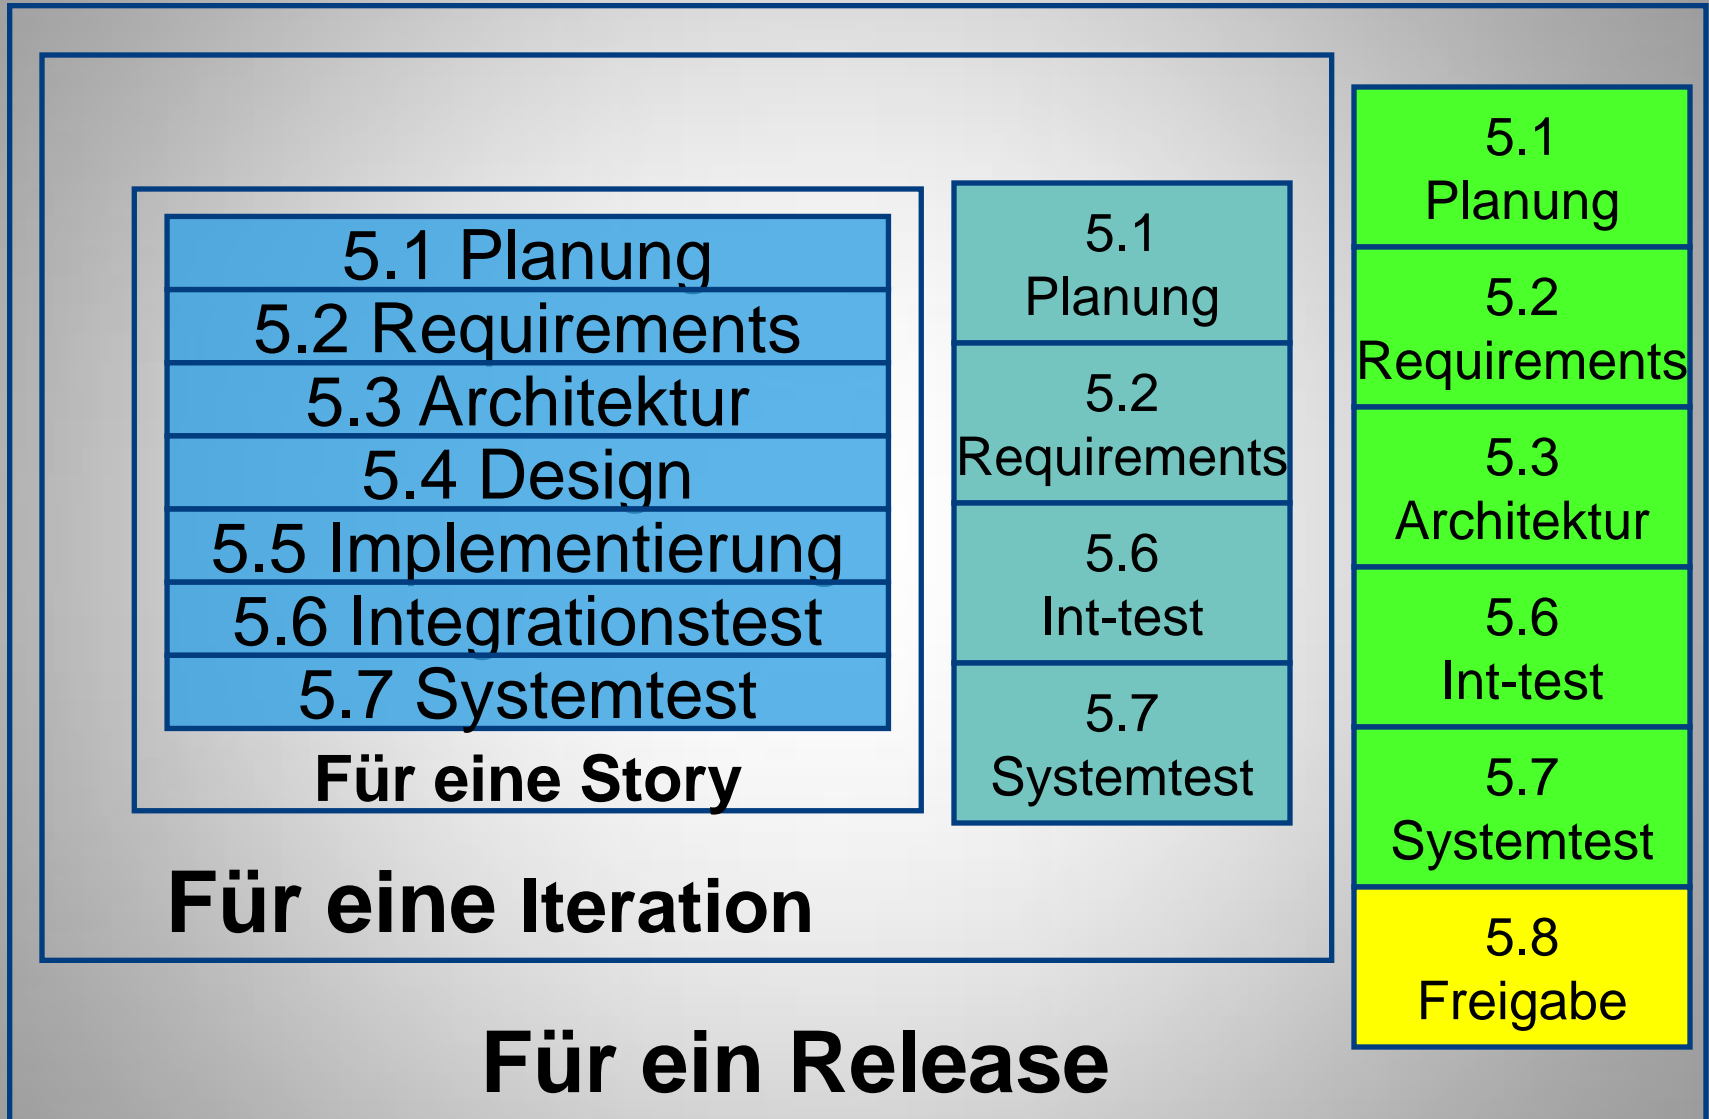 5.1 Planung
5.2 Requirements
5.3 Architektur
5.4 Design
5.5 Implementierung
5.6 Integrationstest
5.7 Systemtest
Für eine Story
5.1
Planung
5.2
Requirements
5.6
Int-test
5.7
Systemtest
Für eine Iteration
5.1
Planung
5.2
Requirements
5.3
Architektur
5.6
Int-test
5.7
Systemtest
5.8
Freigabe
Für ein Release